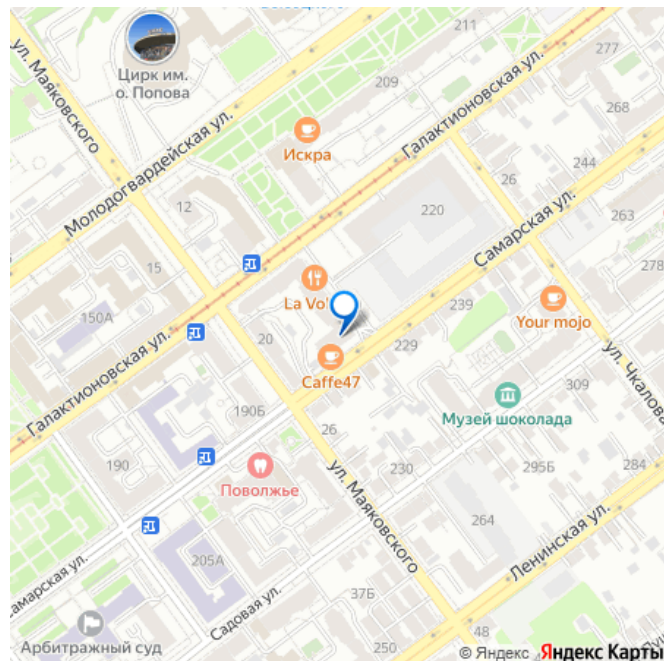 211
277
ул. Маяковского
Цирк им.
о. Попова
209
268
Галактионовская ул.
Молодогвардейская ул.
Искра
26
244
12
220
Самарская ул.
263
15
La Vo
278
150А
239
Your mojo
20
Caffe47
229
ул. Чкалова
Галактионовская ул.
309
190Б
Музей шоколада
26
190
Поволжье
230
295Б
284
ул. Маяковского
264
205А
Ленинская ул.
Самарская ул.
37Б
Садовая ул.
48
Арбитражный суд
250
© Яндекс Яндекс Карты